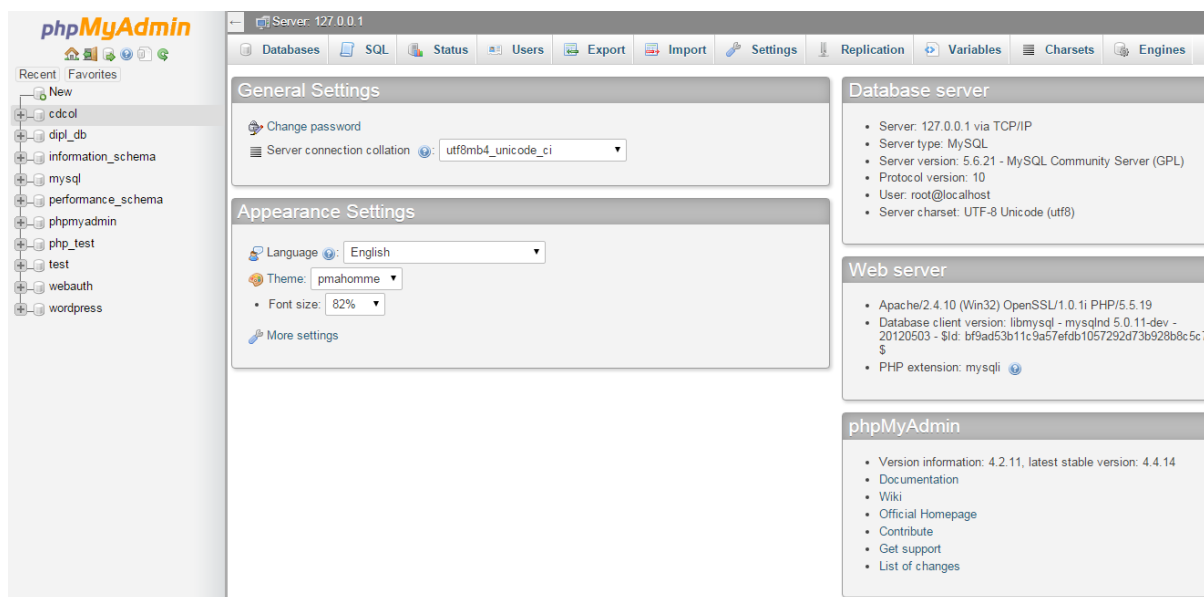 phpMyAdmin
Recent Favorites
New
cdcol
dipl_db
information_schema
mysql
performance_schema
phpmyadmin
php_test
test
webauth
wordpress
Server: 127.0.0.1
Databases SQL Status Users Export Import Settings Replication Variables Charsets Engines
General Settings
Change password
Server connection collation : utf8mb4_unicode_ci
Appearance Settings
Language : English
Theme: pmahomme
• Font size: 82%
More settings
Database server
• Server: 127.0.0.1 via TCP/IP
• Server type: MySQL
• Server version: 5.6.21 - MySQL Community Server (GPL)
• Protocol version: 10
• User: root@localhost
• Server charset: UTF-8 Unicode (utf8)
Web server
• Apache/2.4.10 (Win32) OpenSSL/1.0.1i PHP/5.5.19
• Database client version: libmysql - mysqlnd 5.0.11-dev -
20120503 - $Id: bf9ad53b11c9a57efdb1057292d73b928b8c5c7
$
• PHP extension: mysqli
phpMyAdmin
• Version information: 4.2.11, latest stable version: 4.4.14
• Documentation
• Wiki
• Official Homepage
• Contribute
• Get support
• List of changes